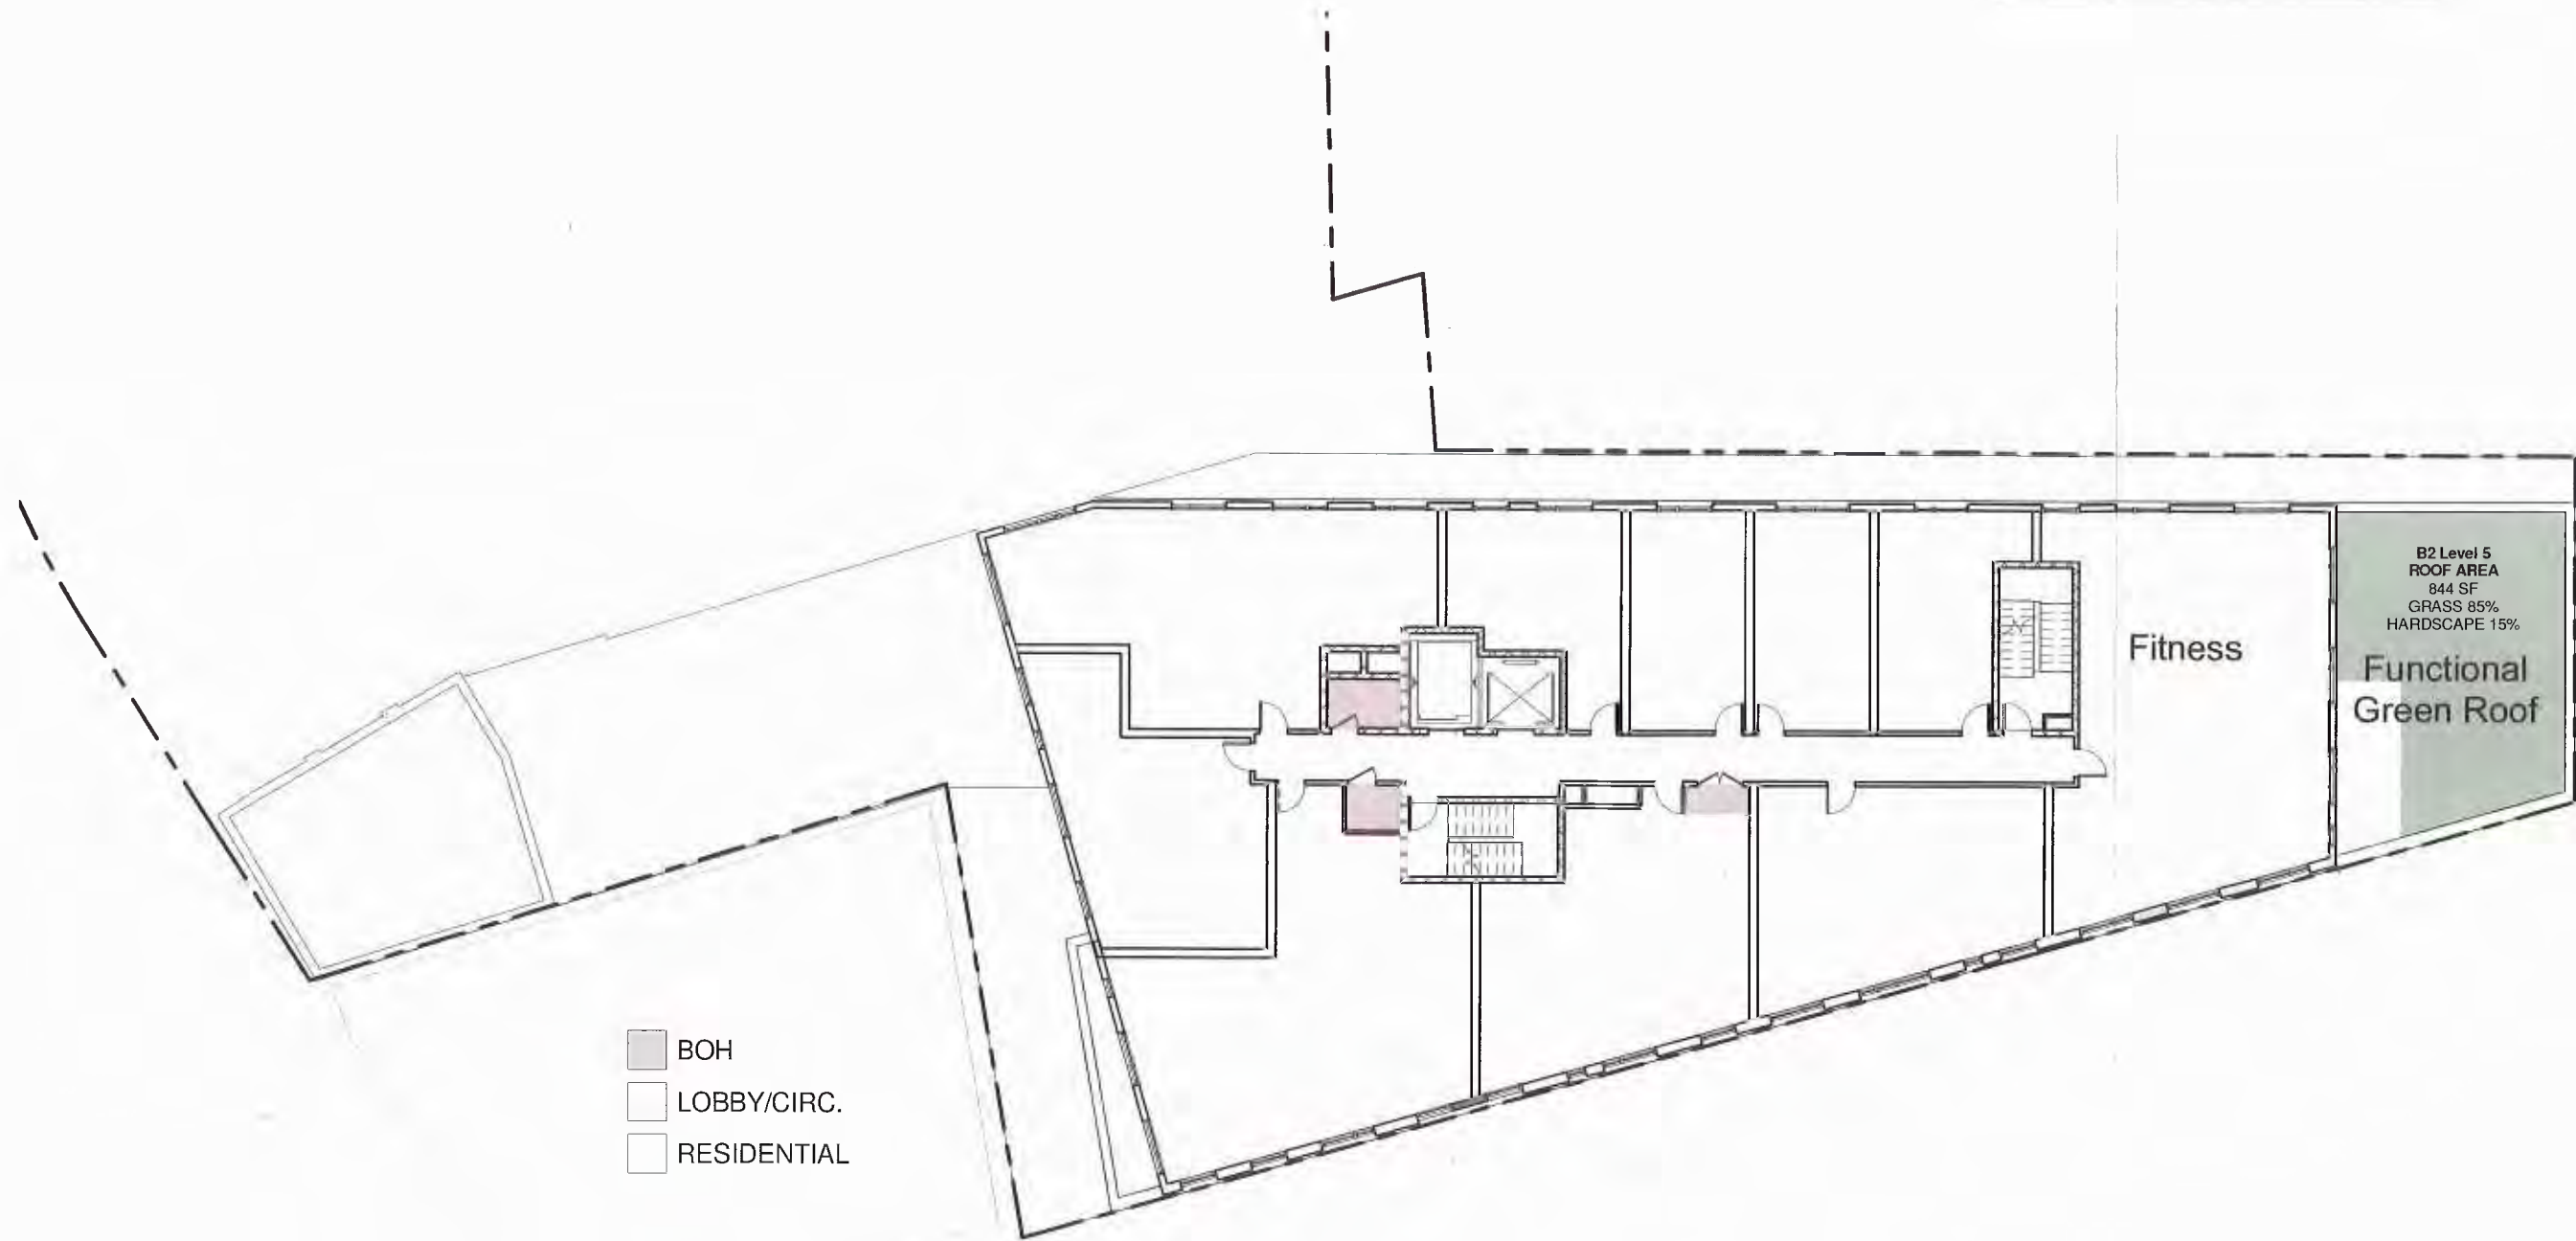 B2 Level 5
ROOF AREA
844 SF
GRASS 85%
HARDSCAPE 15%
Fitness
Functional
Green Roof
BOH
LOBBY/CIRC.
RESIDENTIAL